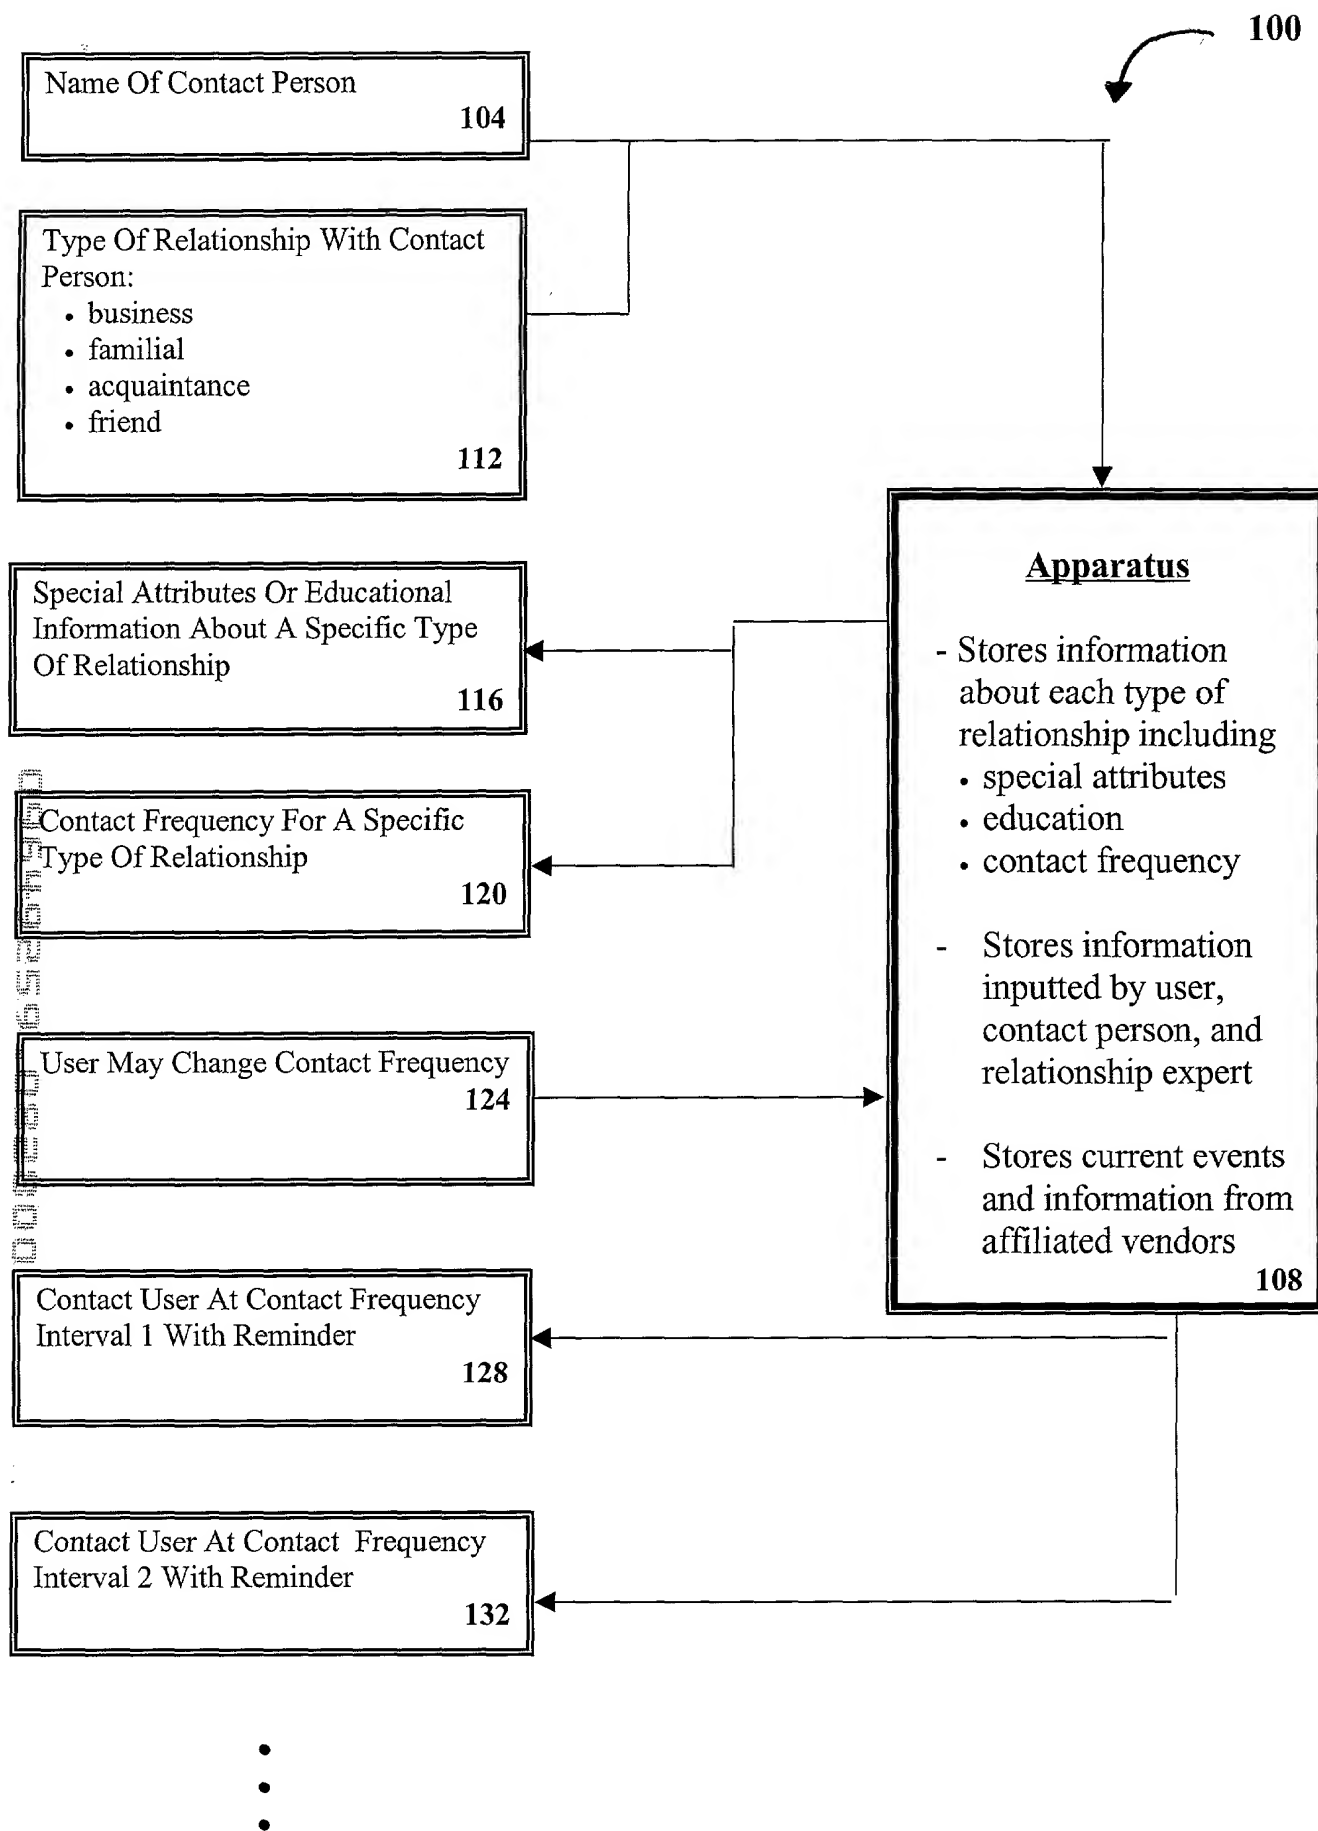 100
Name Of Contact Person
104
Type Of Relationship With Contact
Person:
• business
• familial
• acquaintance
• friend
112
Special Attributes Or Educational
Information About A Specific Type
Of Relationship
116
Contact Frequency For A Specific
Type Of Relationship
120
User May Change Contact Frequency
124
Contact User At Contact Frequency
Interval 1 With Reminder
128
Contact User At Contact Frequency
Interval 2 With Reminder
132
Apparatus
- Stores information
about each type of
relationship including
• special attributes
• education
• contact frequency
- Stores information
inputted by user,
contact person, and
relationship expert
- Stores current events
and information from
affiliated vendors
108